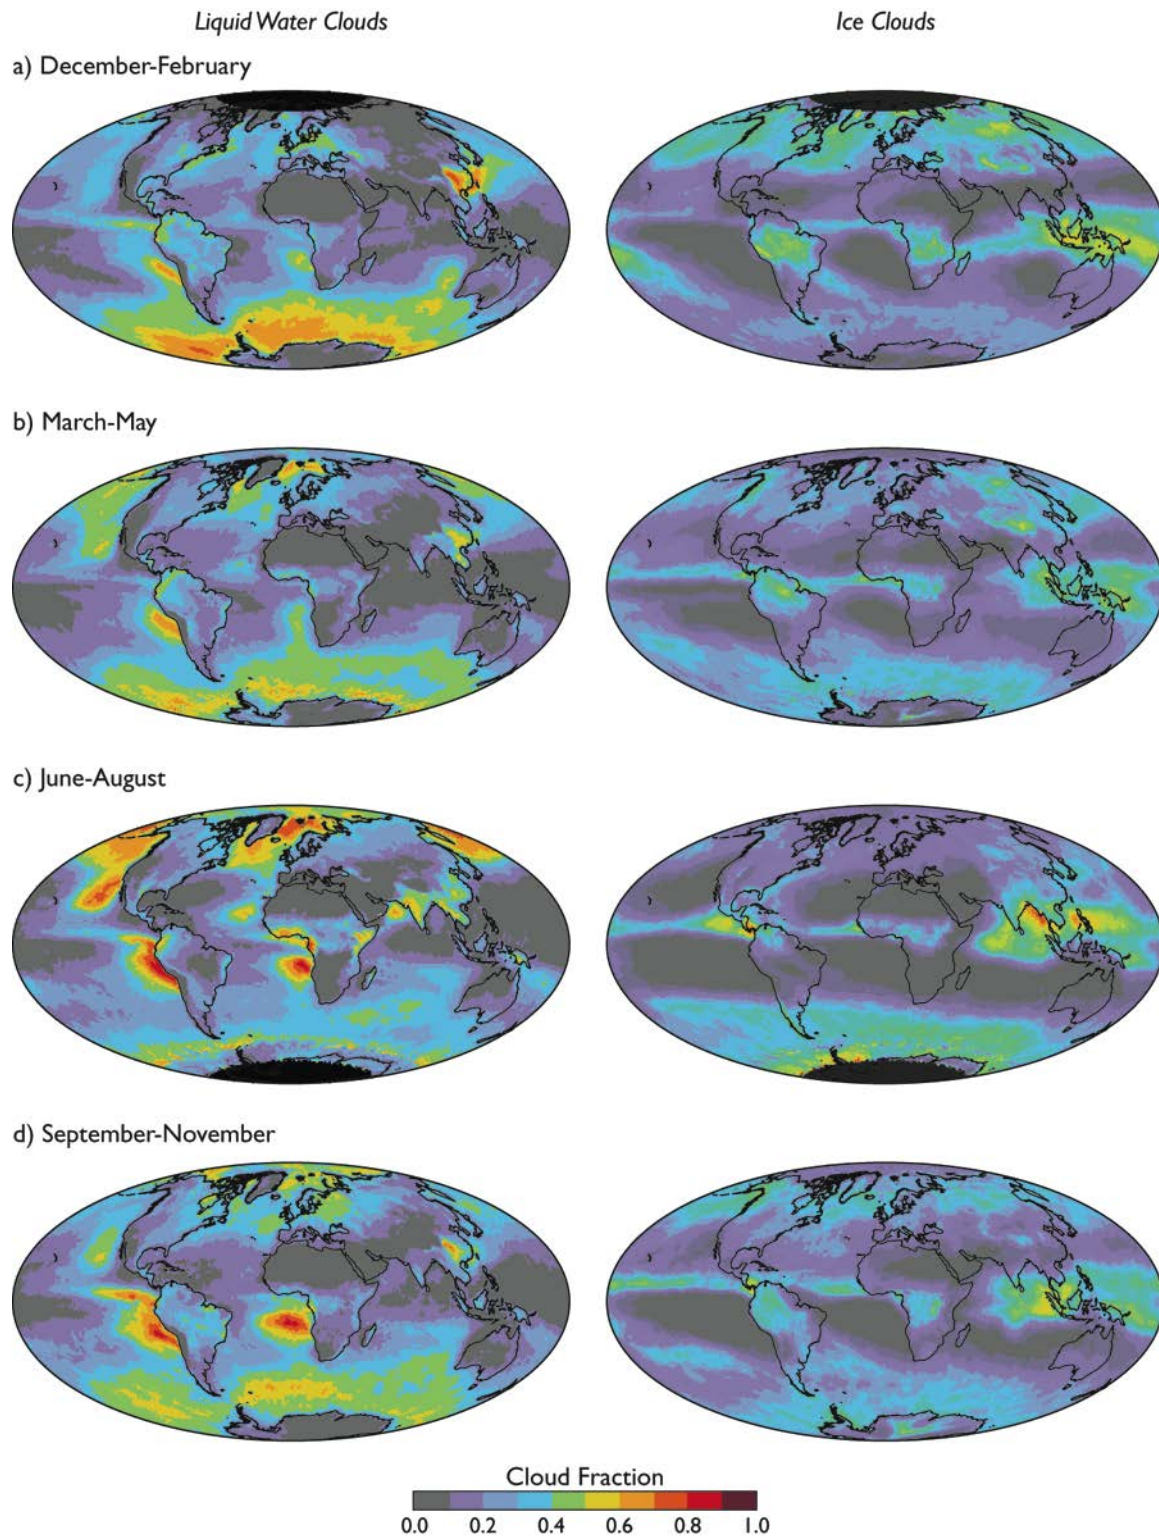 Liquid Water Clouds
Ice Clouds
a) December-February
b) March-May
c) June-August
d) September-November
Cloud Fraction
0.0 0.2 0.4 0.6 0.8 1.0